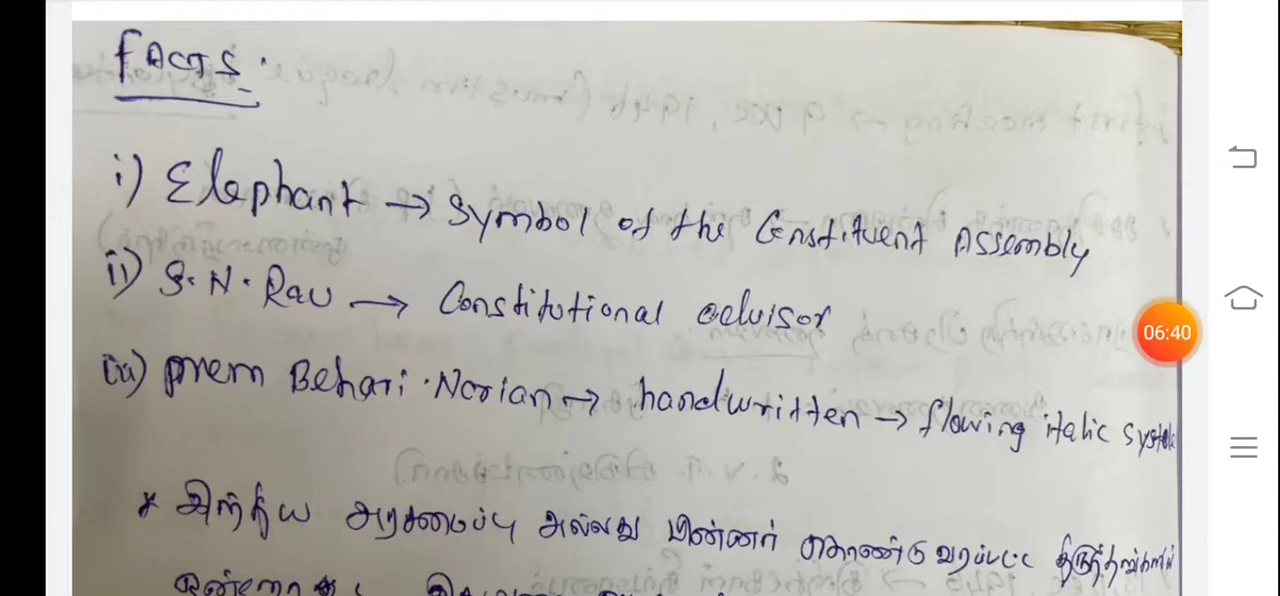 FACTS :
i) Elephant → Symbol of the Constituent Assembly
ii) S.N. Rau → Constitutional advisor
06:40
iii) Prem Behari Narian → handwritten → flowing italic system
* இந்திய அரசமைப்பு அல்லது பின்னர் கொண்டு வரப்பட்ட திருத்தங்களில்